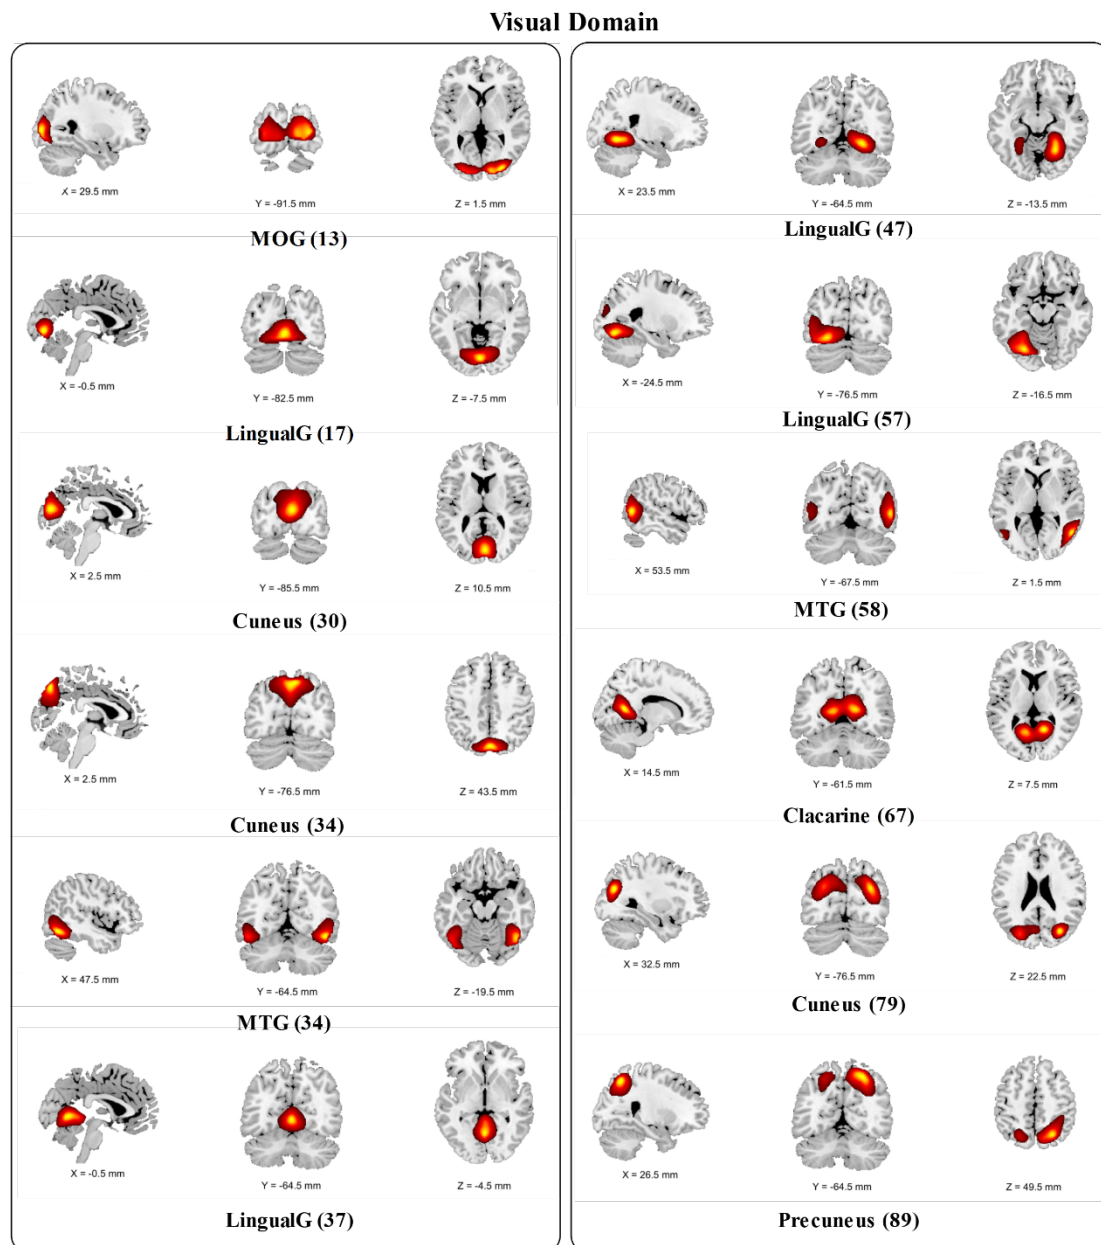 Visual Domain
X = 29.5 mm
Y = -91.5 mm
Z = 1.5 mm
MOG (13)
X = -0.5 mm
Y = -82.5 mm
Z = -7.5 mm
LingualG (17)
X = 2.5 mm
Y = -85.5 mm
Z = 10.5 mm
Cuneus (30)
X = 2.5 mm
Y = -76.5 mm
Z = 43.5 mm
Cuneus (34)
X = 47.5 mm
Y = -64.5 mm
Z = -19.5 mm
MTG (34)
X = -0.5 mm
Y = -64.5 mm
Z = -4.5 mm
LingualG (37)
X = 23.5 mm
Y = -64.5 mm
Z = -13.5 mm
LingualG (47)
X = -24.5 mm
Y = -76.5 mm
Z = -16.5 mm
LingualG (57)
X = 53.5 mm
Y = -67.5 mm
Z = 1.5 mm
MTG (58)
X = 14.5 mm
Y = -61.5 mm
Z = 7.5 mm
Clacarine (67)
X = 32.5 mm
Y = -76.5 mm
Z = 22.5 mm
Cuneus (79)
X = 26.5 mm
Y = -64.5 mm
Z = 49.5 mm
Precuneus (89)